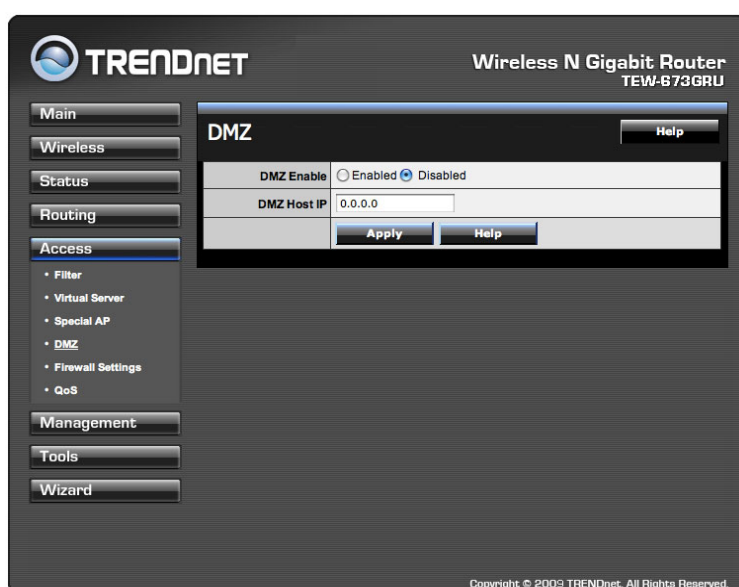 TRENDNET
Wireless N Gigabit Router
TEW-673GRU
Main
Wireless
Status
Routing
Access
• Filter
• Virtual Server
• Special AP
• DMZ
• Firewall Settings
• QoS
Management
Tools
Wizard
DMZ
Help
DMZ Enable Enabled Disabled
DMZ Host IP 0.0.0.0
Apply Help
Copyright © 2009 TRENDnet. All Rights Reserved.